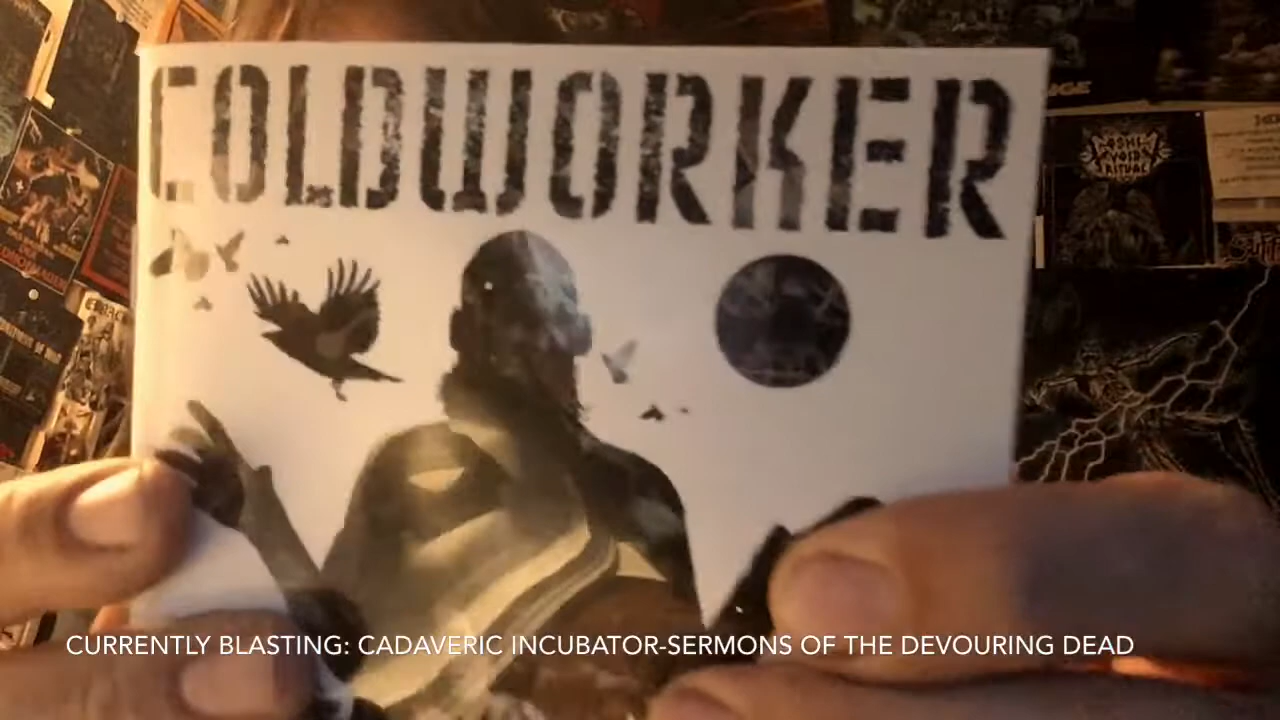 COLDWORKER
CURRENTLY BLASTING: CADAVERIC INCUBATOR-SERMONS OF THE DEVOURING DEAD